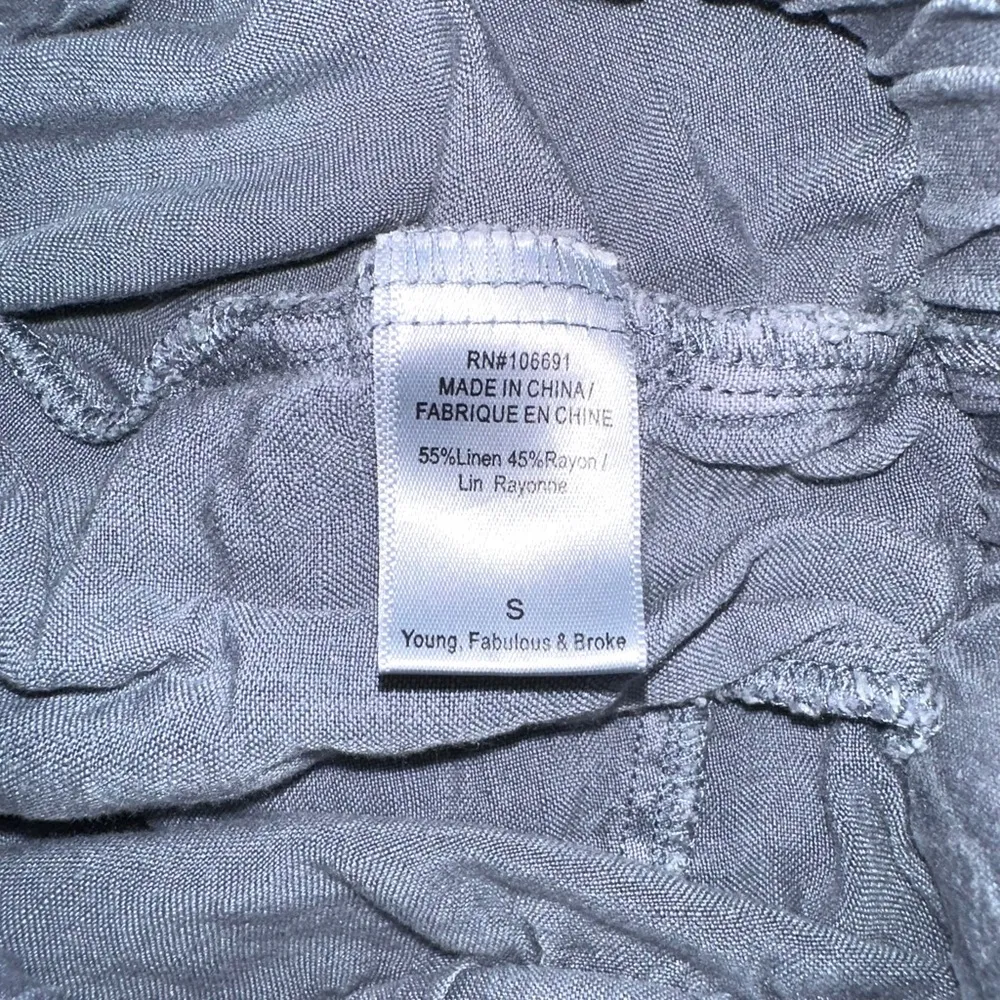 RN#106691
MADE IN CHINA/
FABRIQUE EN CHINE
55%Linen 45%Rayon /
Lin Rayonne
S
Young, Fabulous & Broke